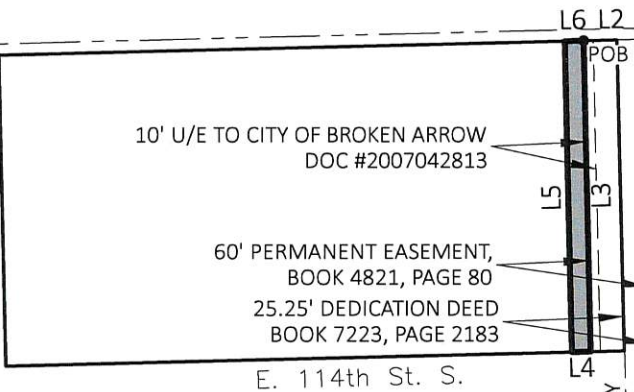 L6 L2
POB
10' U/E TO CITY OF BROKEN ARROW
DOC #2007042813
L5
L3
60' PERMANENT EASEMENT,
BOOK 4821, PAGE 80
25.25' DEDICATION DEED
BOOK 7223, PAGE 2183
L4
E. 114th St. S.